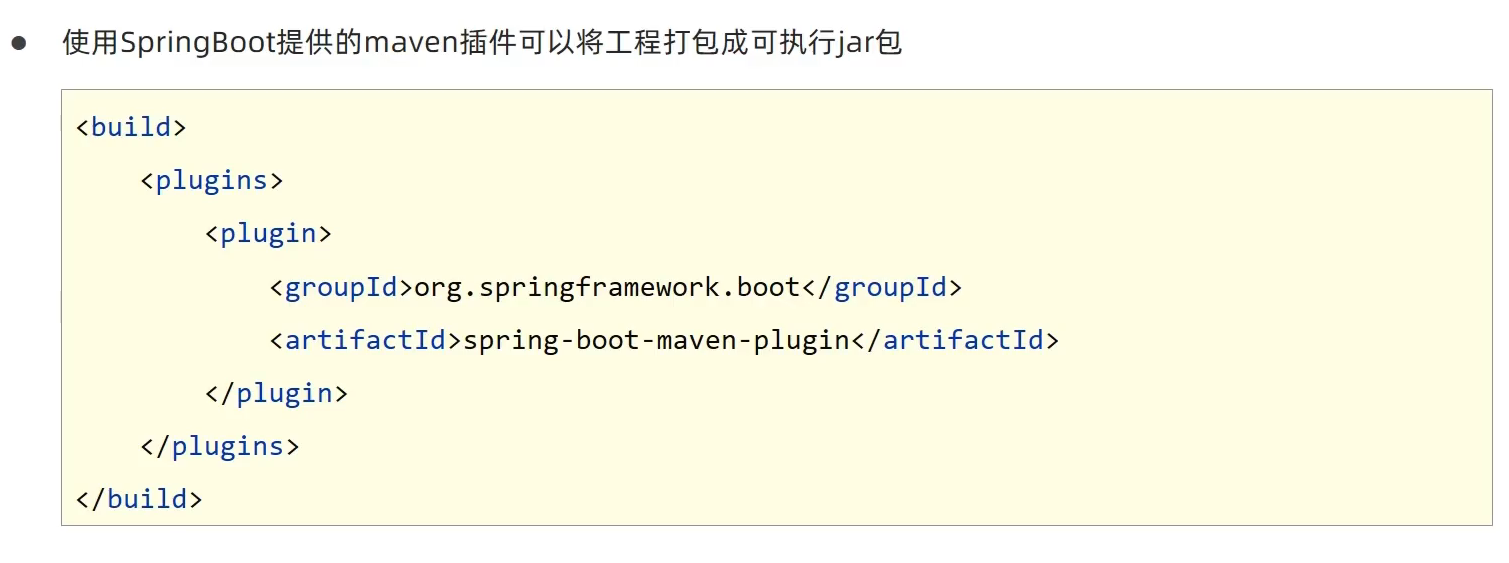 ● 使用SpringBoot提供的maven插件可以将工程打包成可执行jar包
<build>
    <plugins>
        <plugin>
            <groupId>org.springframework.boot</groupId>
            <artifactId>spring-boot-maven-plugin</artifactId>
        </plugin>
    </plugins>
</build>